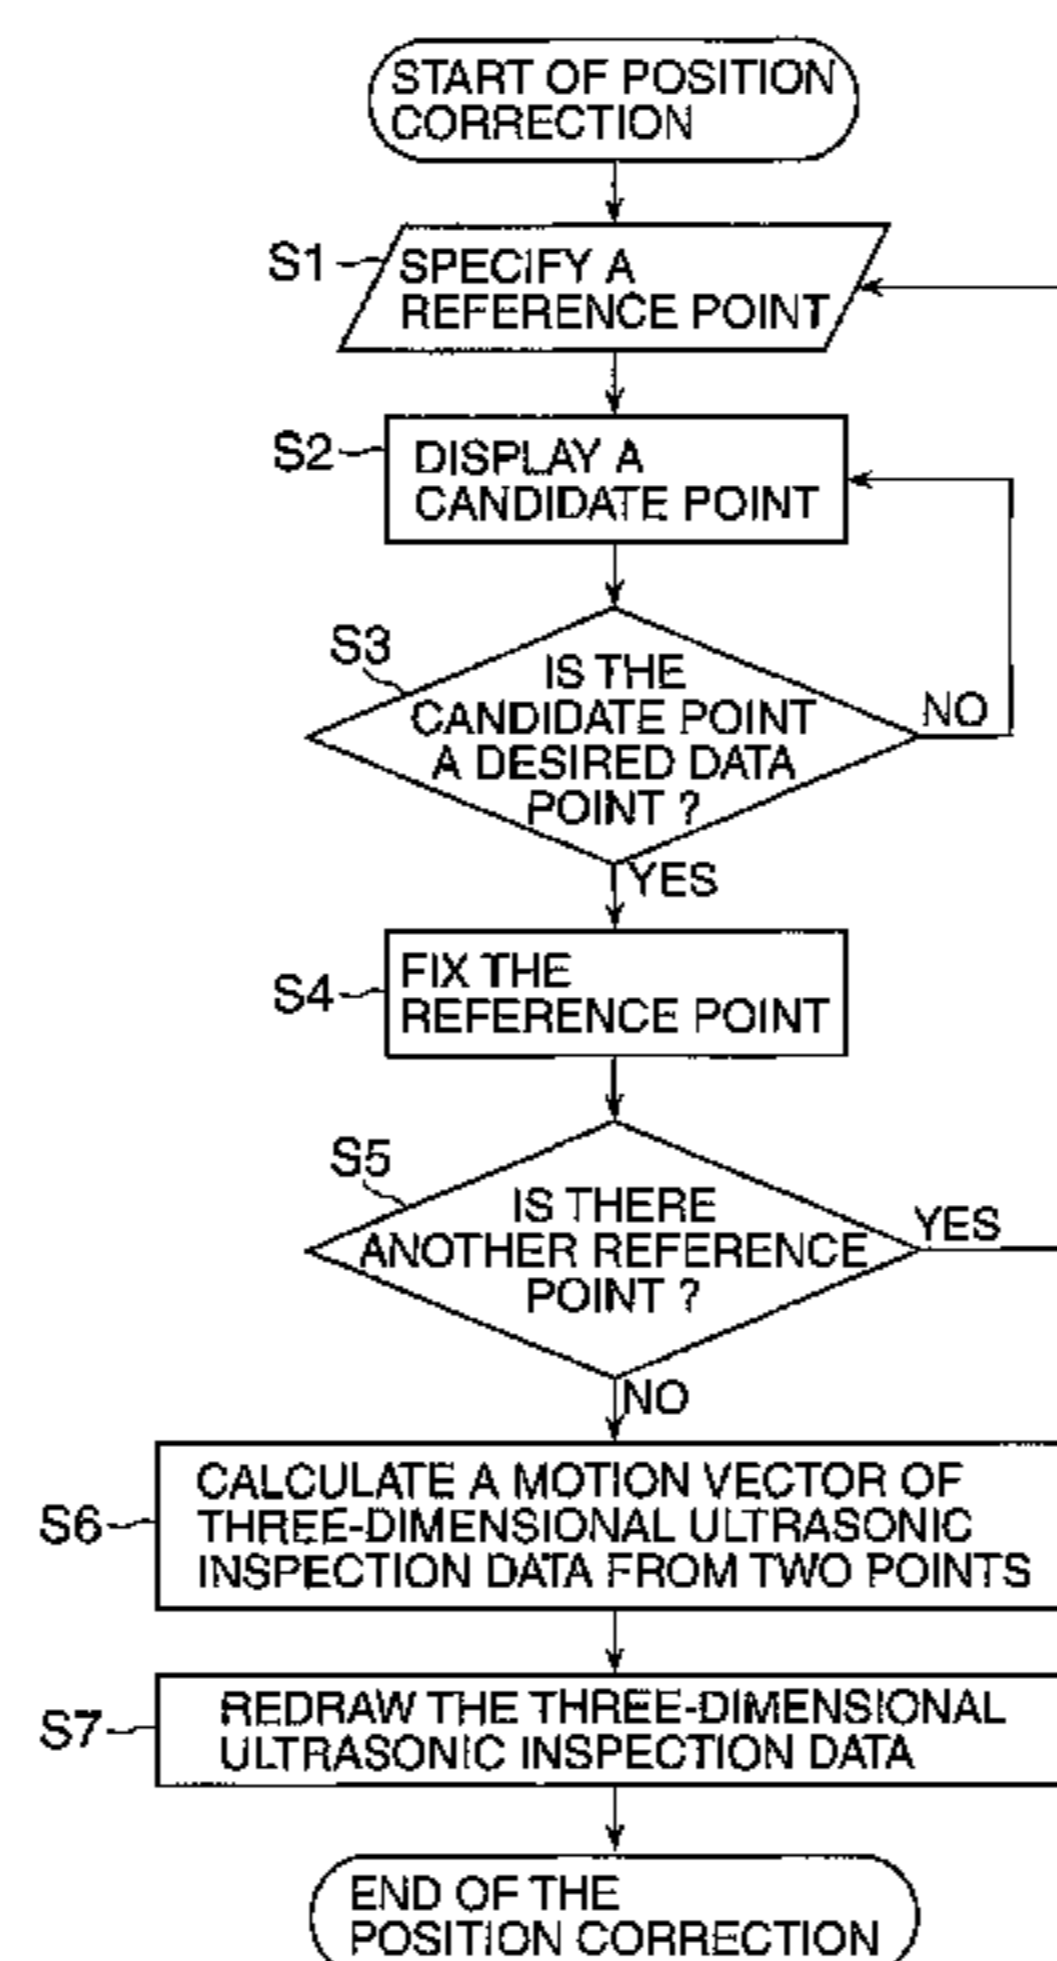 START OF POSITION
CORRECTION
S1
SPECIFY A
REFERENCE POINT
S2
DISPLAY A
CANDIDATE POINT
S3
IS THE
CANDIDATE POINT
A DESIRED DATA
POINT ?
NO
YES
S4
FIX THE
REFERENCE POINT
S5
IS THERE
ANOTHER REFERENCE
POINT ?
YES
NO
S6
CALCULATE A MOTION VECTOR OF
THREE-DIMENSIONAL ULTRASONIC
INSPECTION DATA FROM TWO POINTS
S7
REDRAW THE THREE-DIMENSIONAL
ULTRASONIC INSPECTION DATA
END OF THE
POSITION CORRECTION